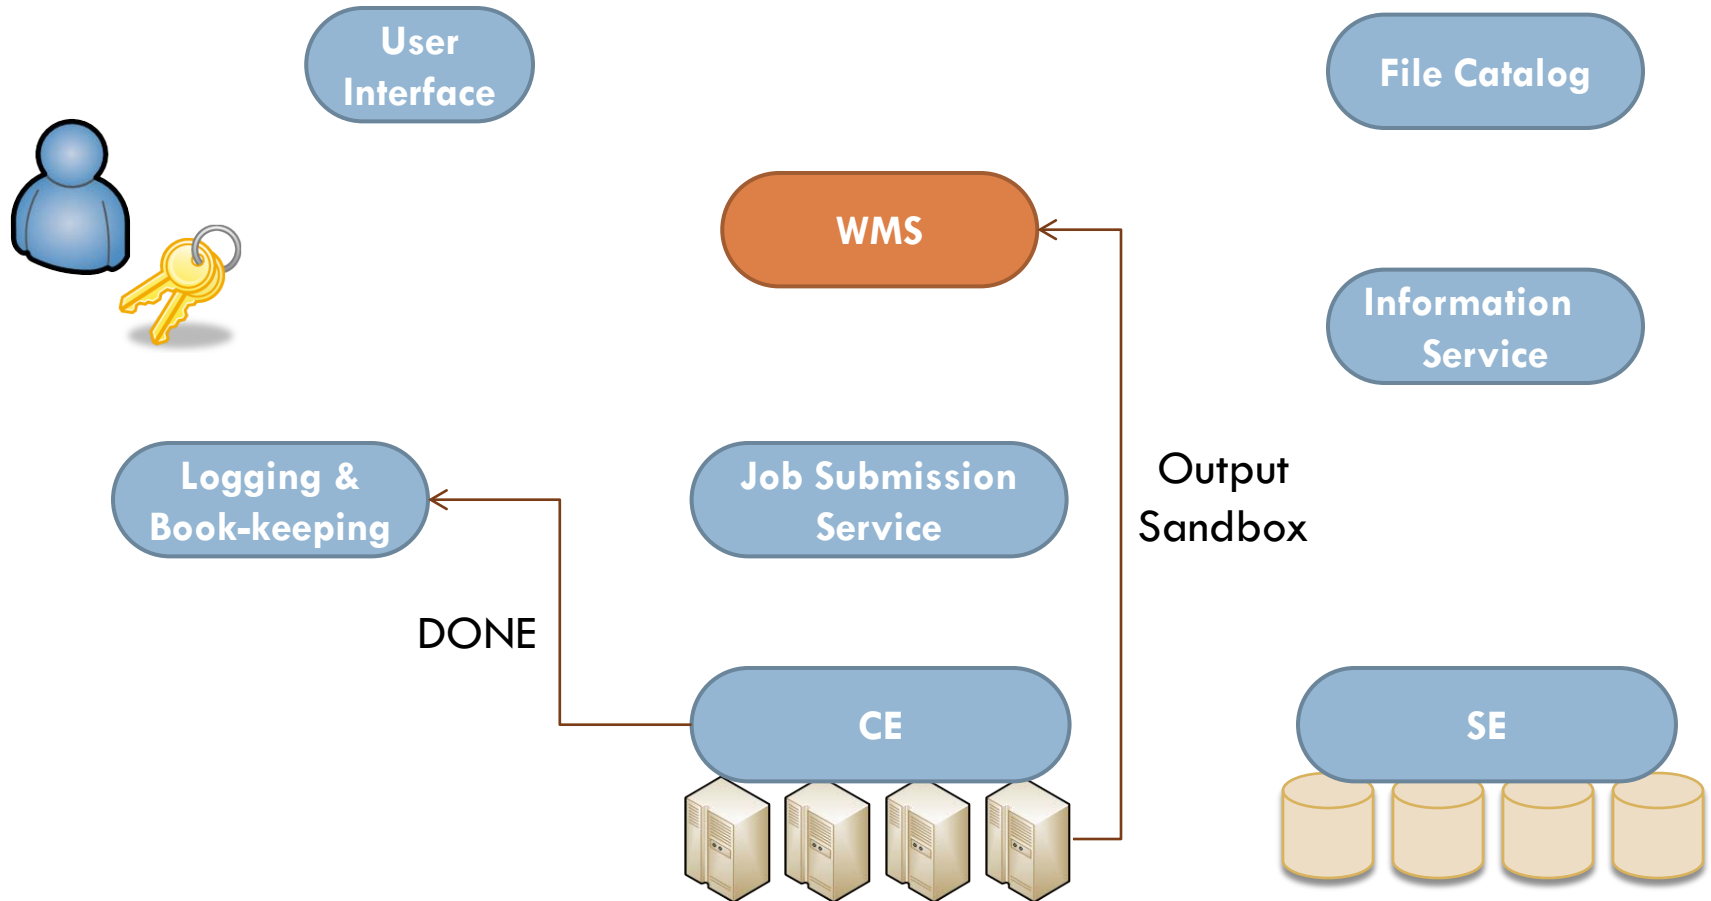 User
Interface
File Catalog
WMS
Information
Service
Logging &
Book-keeping
Job Submission
Service
Output
Sandbox
DONE
CE
SE